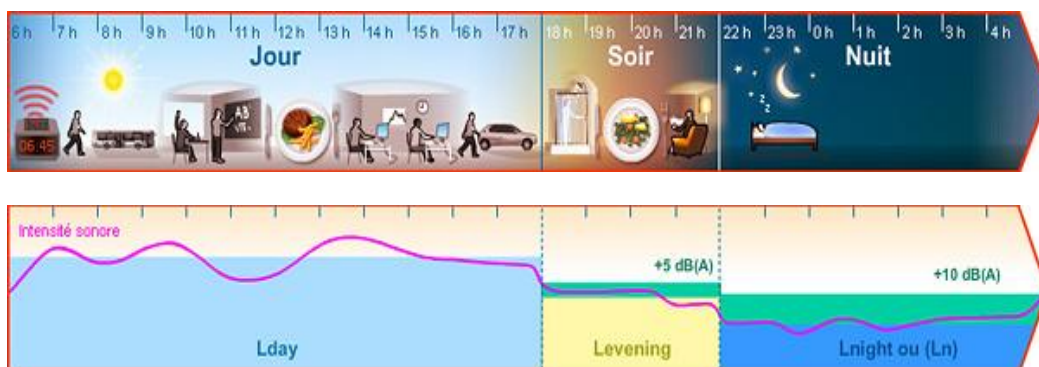 6 h 7 h 8 h 9 h 10 h 11 h 12 h 13 h 14 h 15 h 16 h 17 h 18 h 19 h 20 h 21 h 22 h 23 h 0 h 1 h 2 h 3 h 4 h
Jour Soir Nuit
AB
z z z
06:45
Intensité sonore
+5 dB(A)
+10 dB(A)
Lday Levening Lnight ou (Ln)